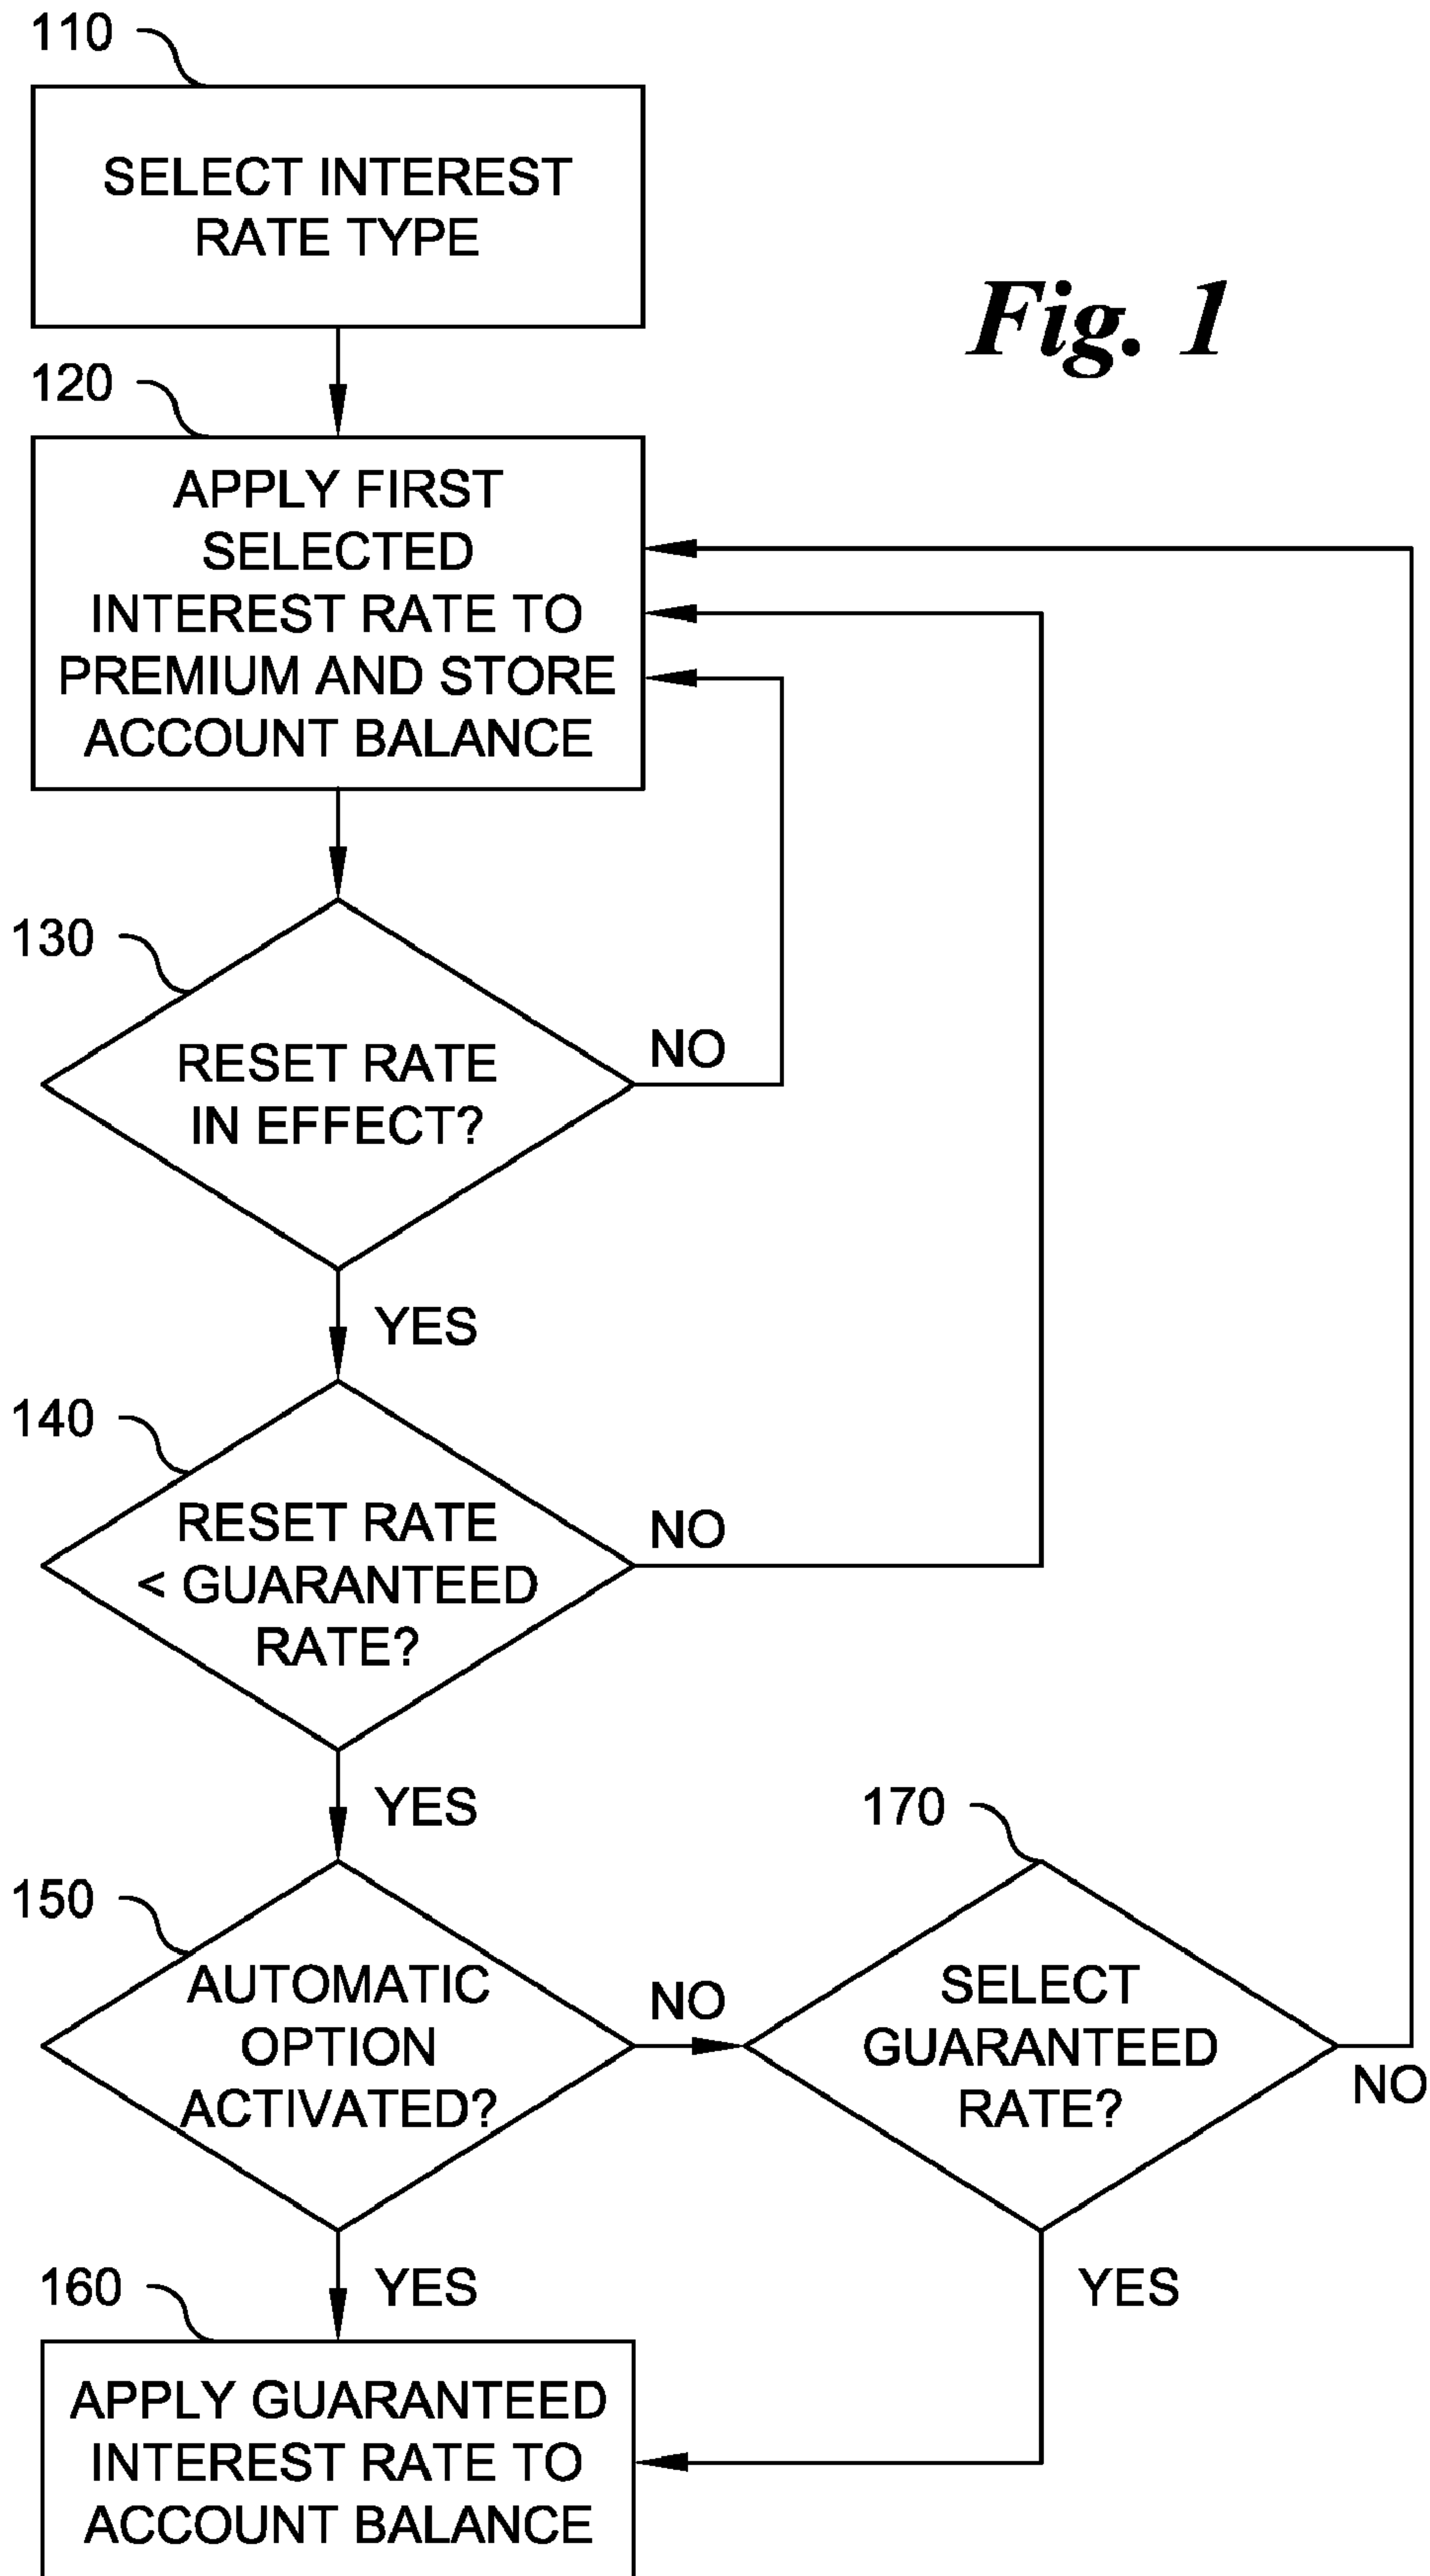 110
SELECT INTEREST
RATE TYPE
Fig. 1
120
APPLY FIRST
SELECTED
INTEREST RATE TO
PREMIUM AND STORE
ACCOUNT BALANCE
130
RESET RATE
IN EFFECT?
NO
YES
140
RESET RATE
< GUARANTEED
RATE?
NO
YES
150
AUTOMATIC
OPTION
ACTIVATED?
NO
170
SELECT
GUARANTEED
RATE?
NO
YES
YES
160
APPLY GUARANTEED
INTEREST RATE TO
ACCOUNT BALANCE